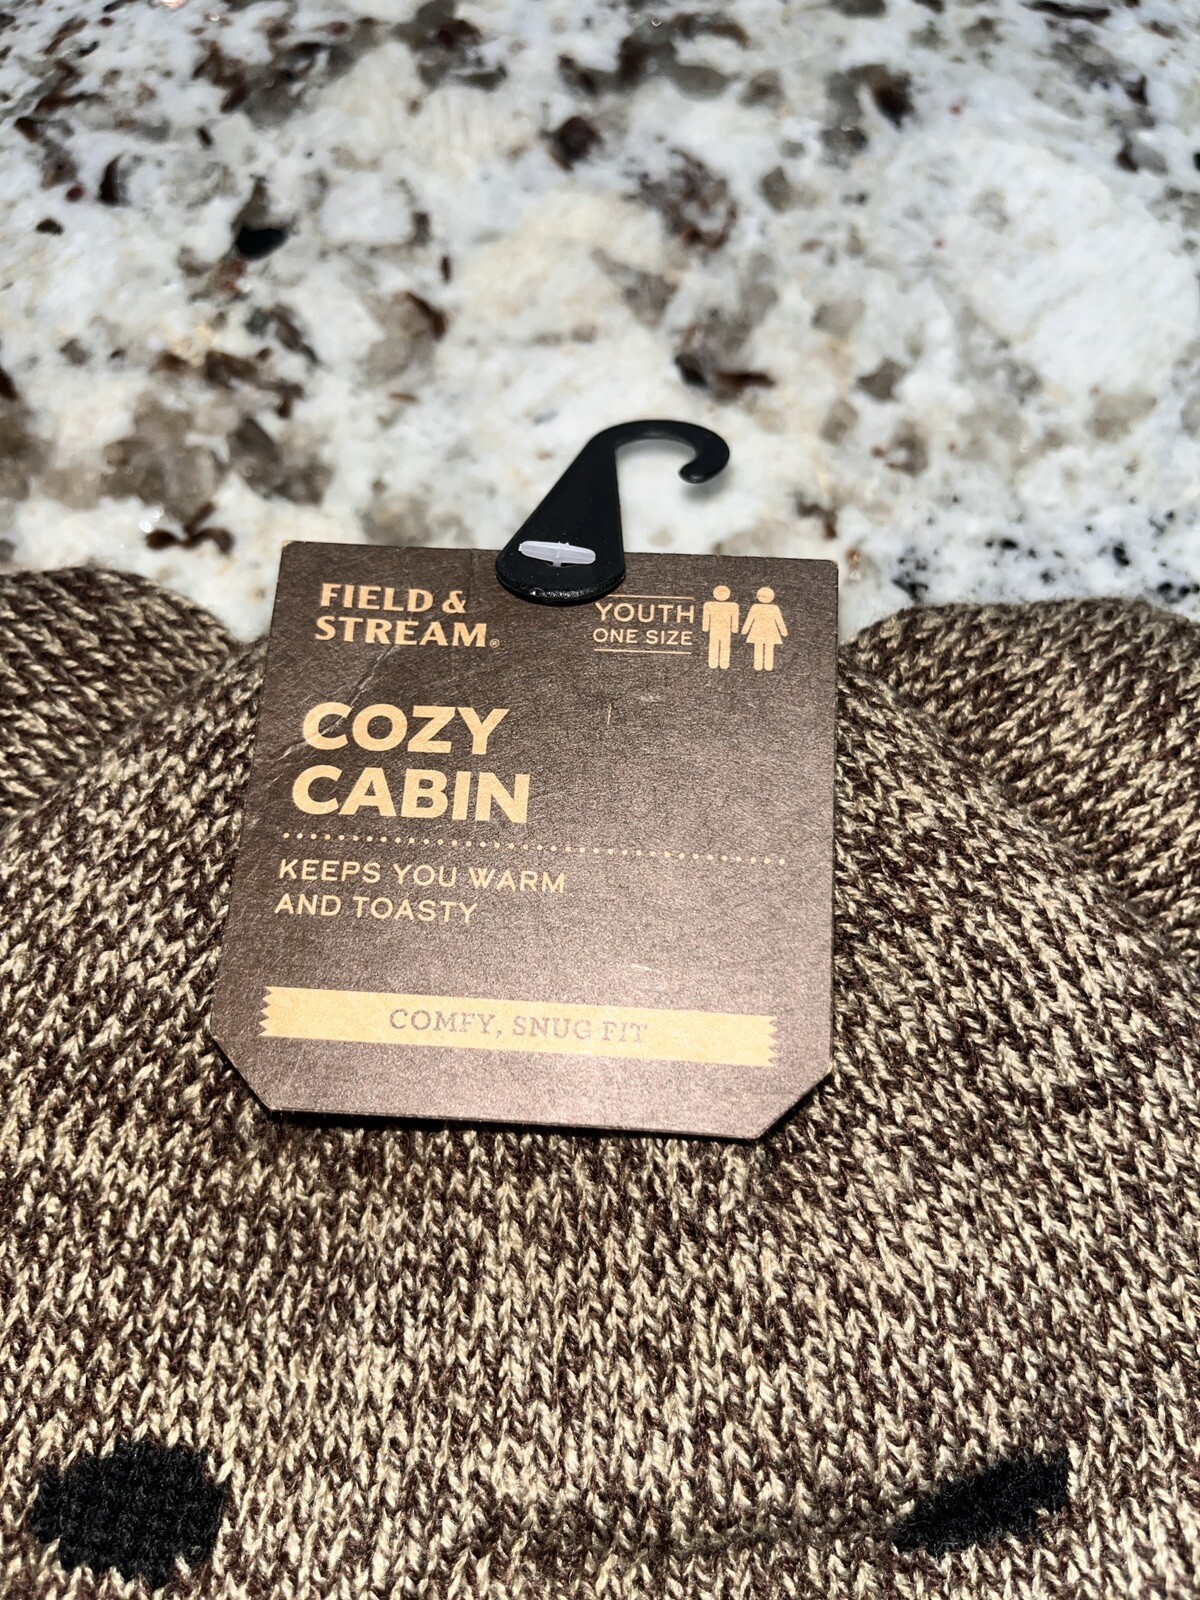 FIELD &
STREAM®
YOUTH
ONE SIZE
COZY
CABIN
KEEPS YOU WARM
AND TOASTY
COMFY, SNUG FIT